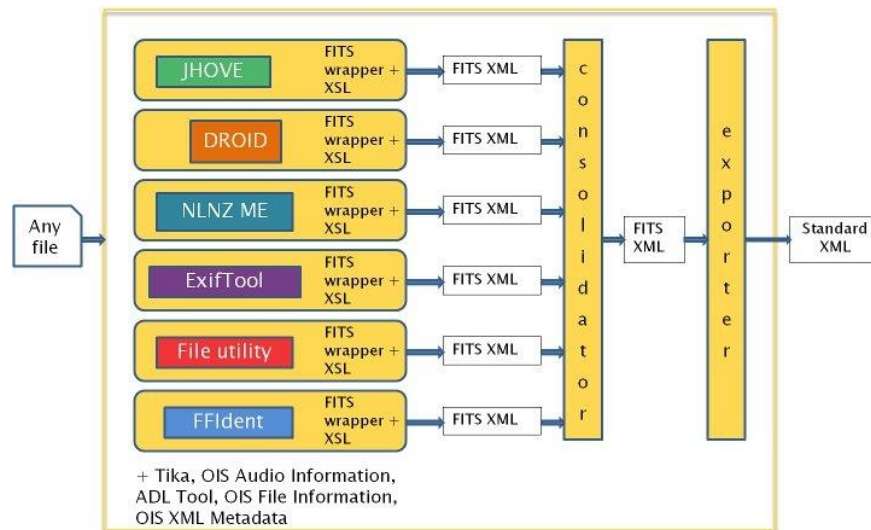 JHOVE
FITS
wrapper +
XSL
FITS XML
DROID
FITS
wrapper +
XSL
FITS XML
NLNZ ME
FITS
wrapper +
XSL
FITS XML
ExifTool
FITS
wrapper +
XSL
FITS XML
File utility
FITS
wrapper +
XSL
FITS XML
FFIdent
FITS
wrapper +
XSL
FITS XML
Any
file
consolidator
FITS
XML
exporter
Standard
XML
+ Tika, OIS Audio Information,
ADL Tool, OIS File Information,
OIS XML Metadata